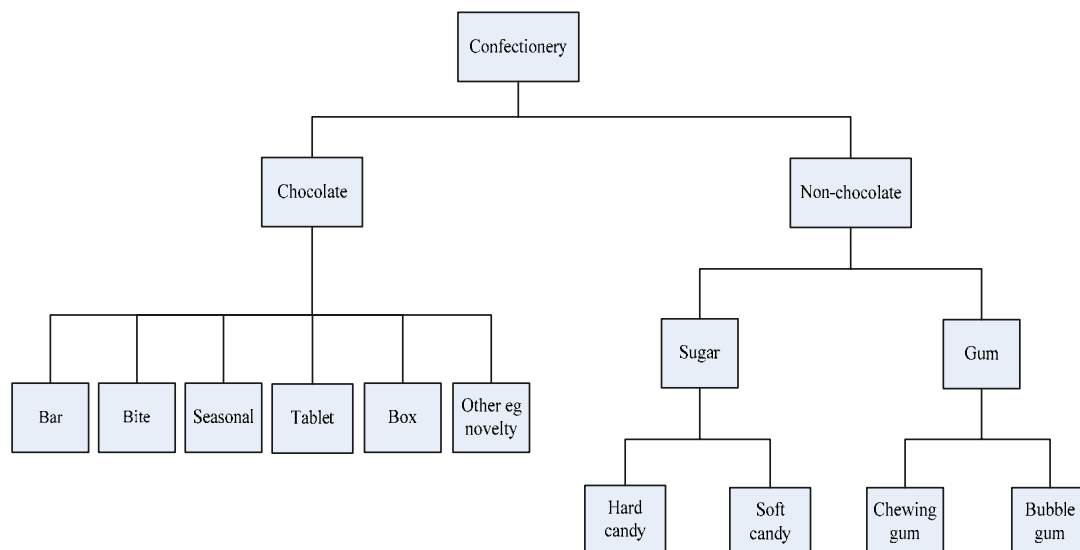 Confectionery
Chocolate
Non-chocolate
Sugar
Gum
Bar
Bite
Seasonal
Tablet
Box
Other eg
novelty
Hard
candy
Soft
candy
Chewing
gum
Bubble
gum